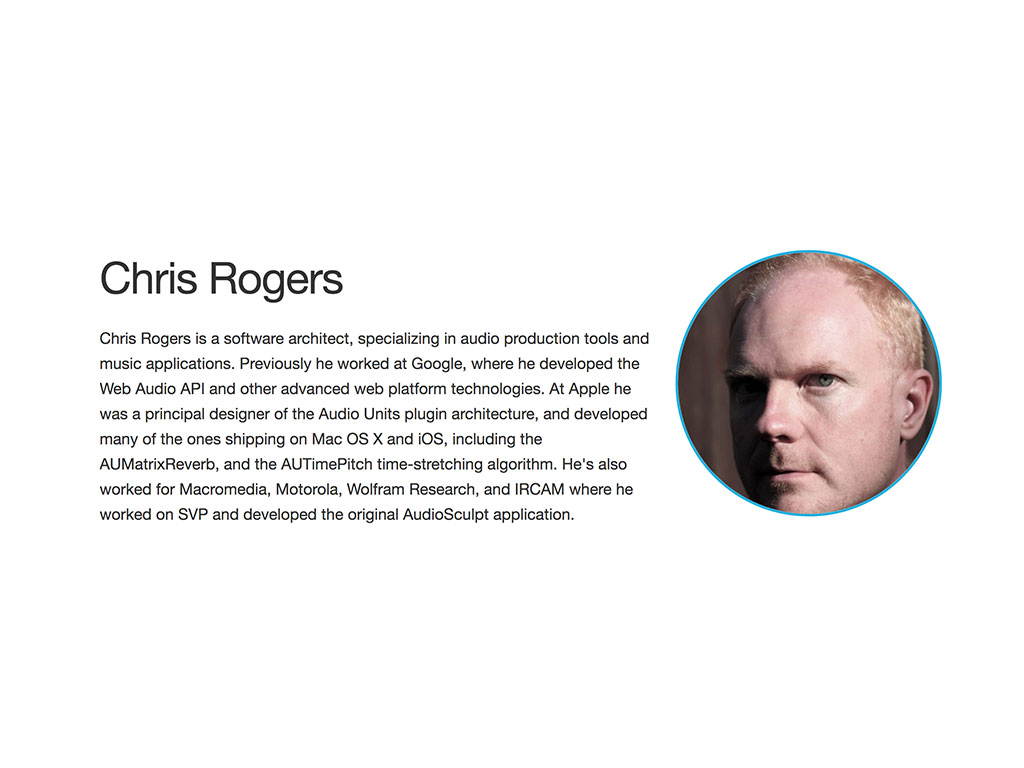 Chris Rogers
Chris Rogers is a software architect, specializing in audio production tools and
music applications. Previously he worked at Google, where he developed the
Web Audio API and other advanced web platform technologies. At Apple he
was a principal designer of the Audio Units plugin architecture, and developed
many of the ones shipping on Mac OS X and iOS, including the
AUMatrixReverb, and the AUTimePitch time-stretching algorithm. He's also
worked for Macromedia, Motorola, Wolfram Research, and IRCAM where he
worked on SVP and developed the original AudioSculpt application.